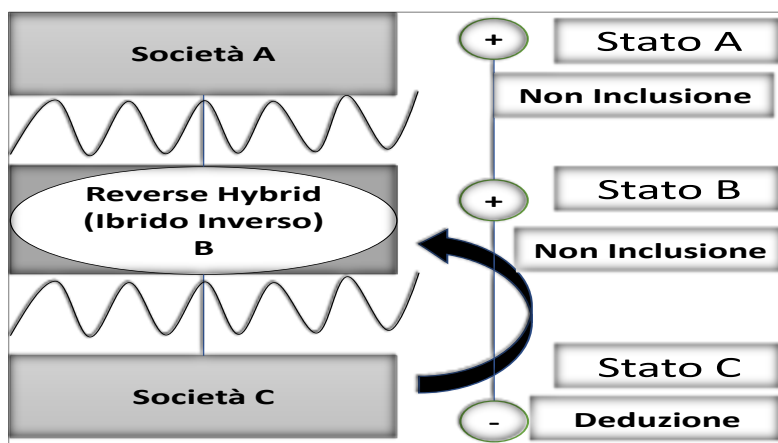 Società A
+
Stato A
Non Inclusione
Reverse Hybrid
(Ibrido Inverso)
B
+
Stato B
Non Inclusione
Società C
Stato C
-
Deduzione